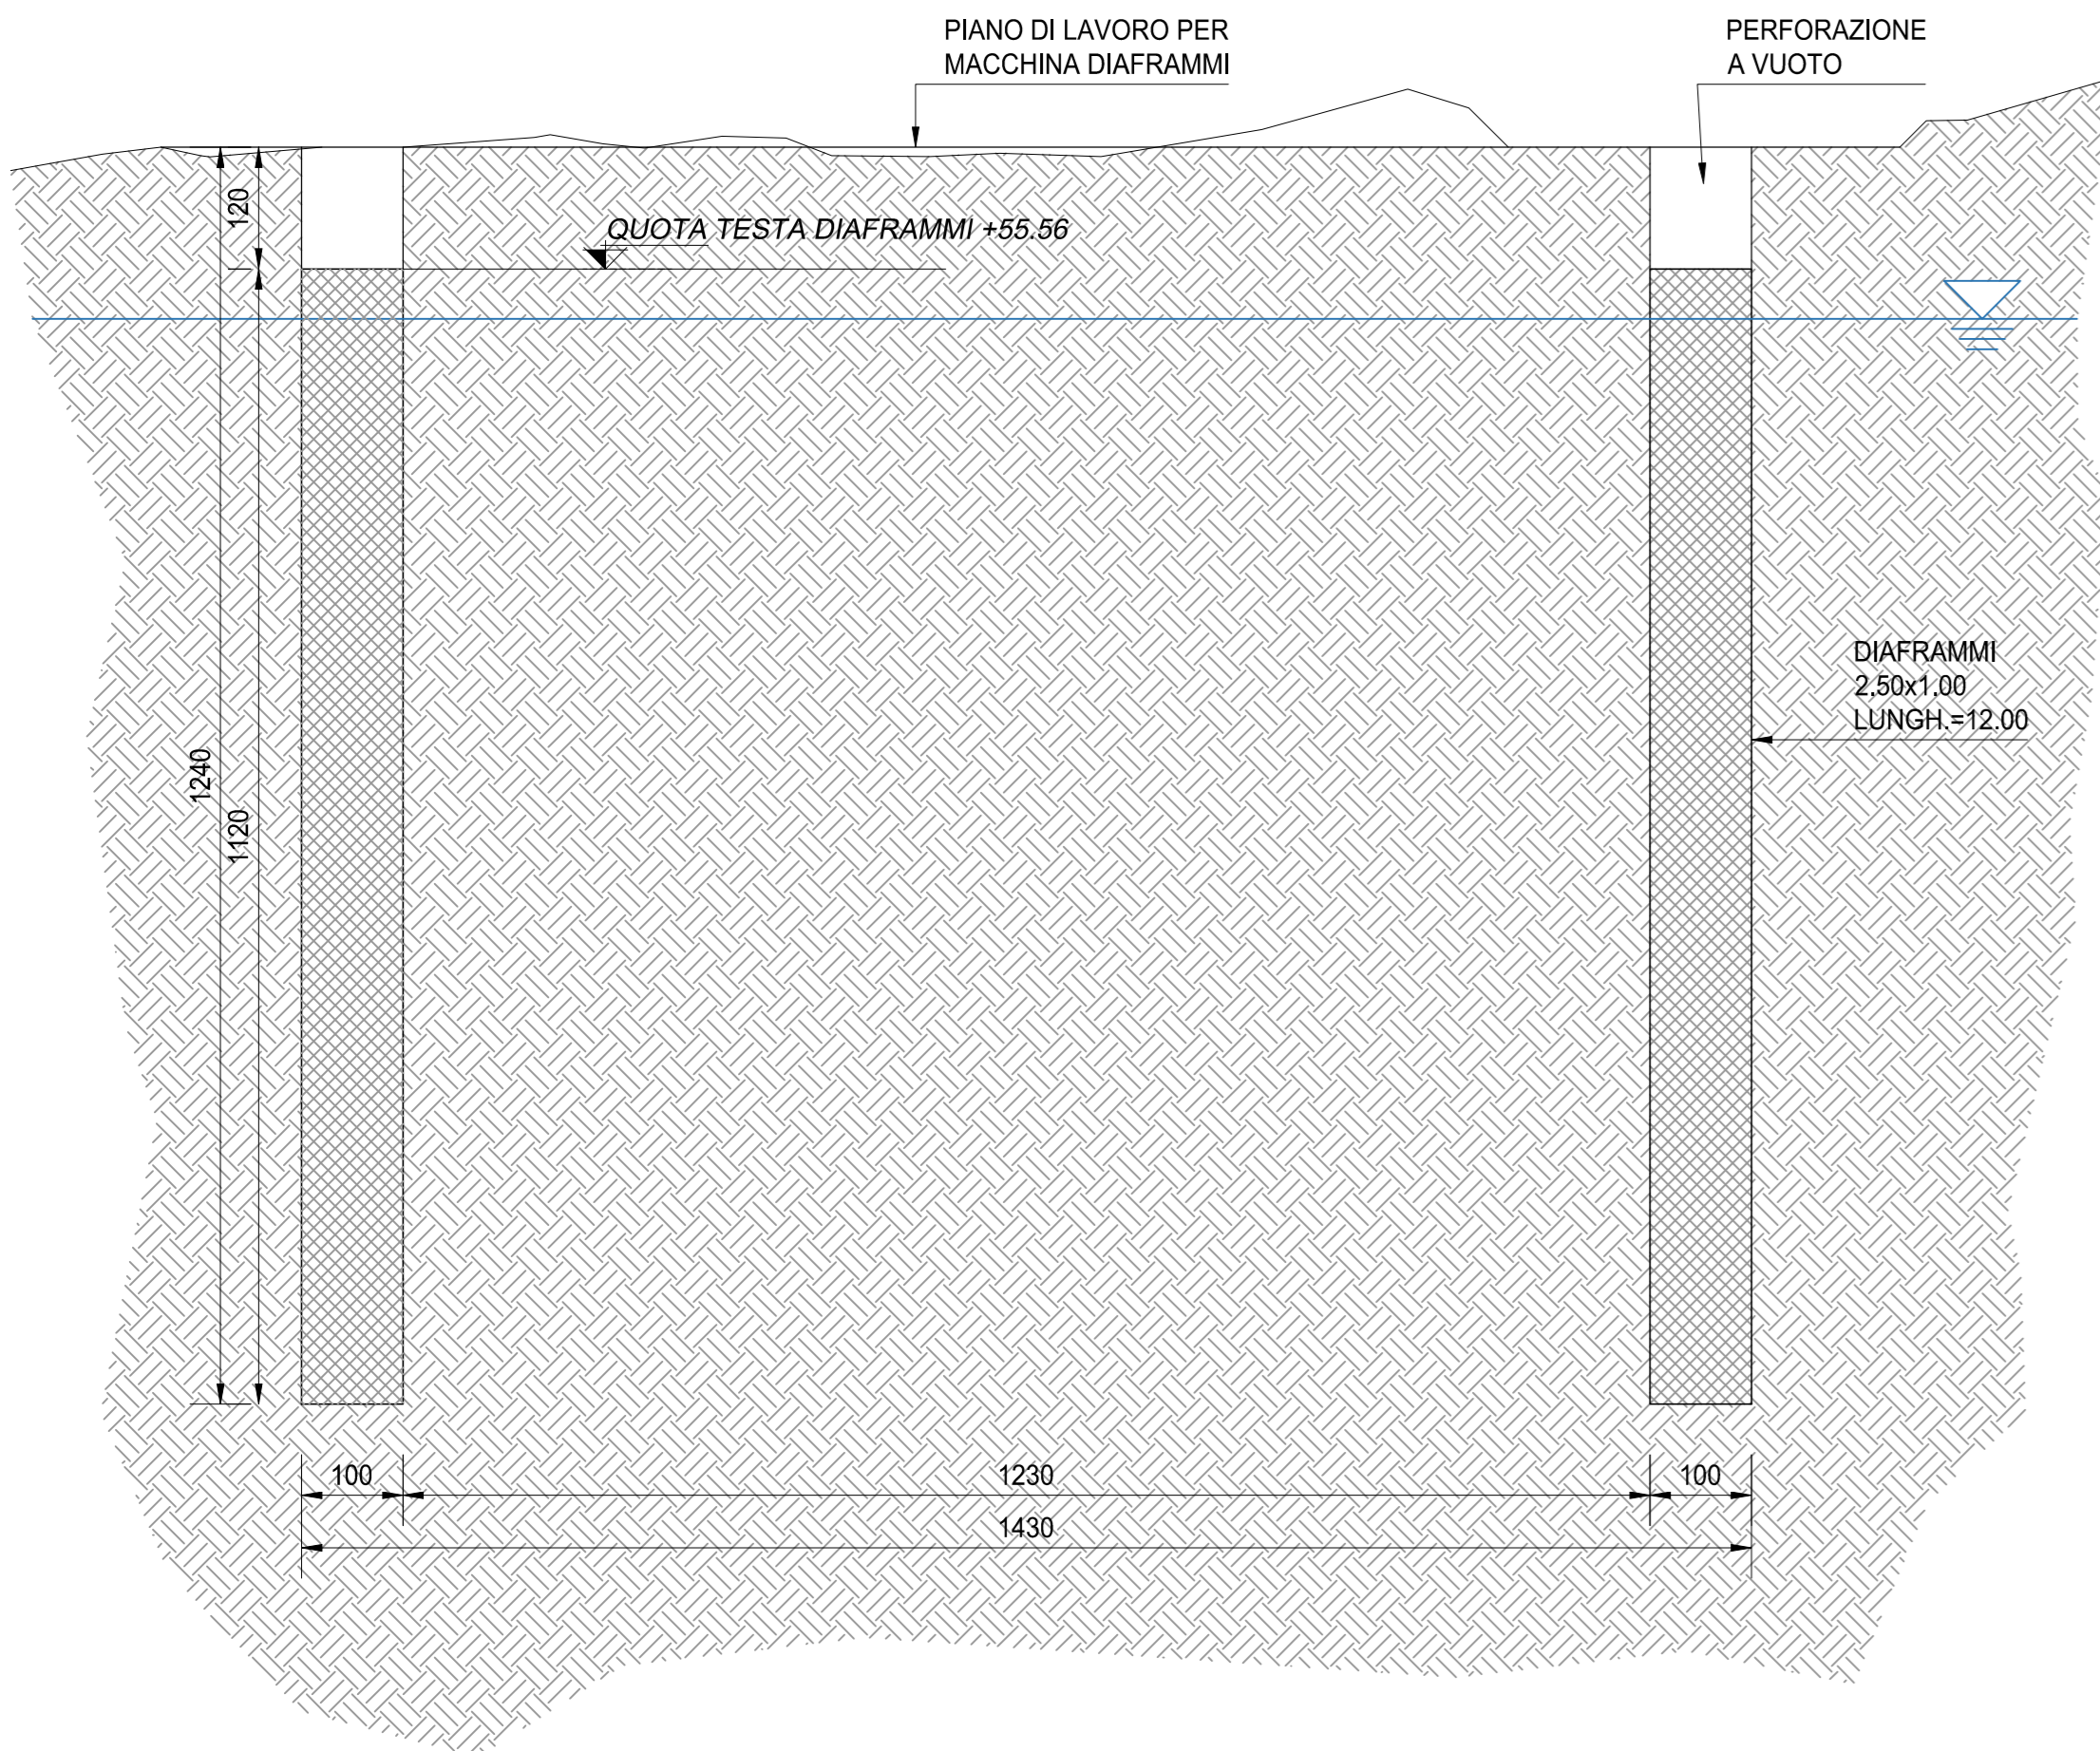 PIANO DI LAVORO PER
MACCHINA DIAFRAMMI
PERFORAZIONE
A VUOTO
120
QUOTA TESTA DIAFRAMMI +55.56
DIAFRAMMI
2.50x1.00
LUNGH.=12.00
1240
1120
100
1230
100
1430